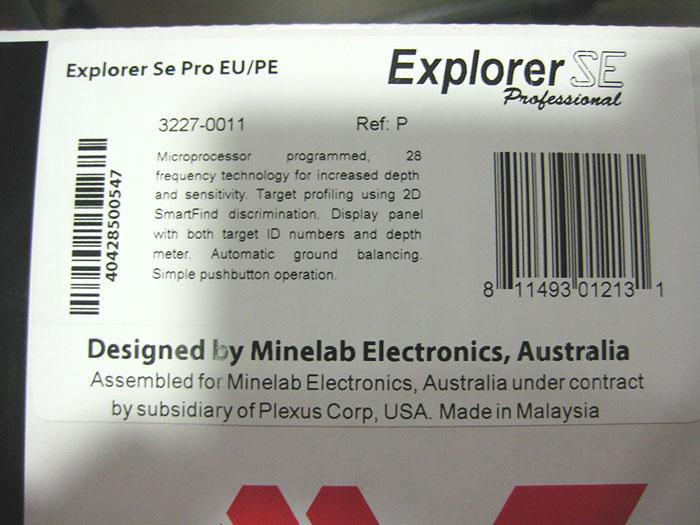 Explorer Se Pro EU/PE
Explorer SE
Professional
3227-0011
Ref: P
Microprocessor programmed, 28
frequency technology for increased depth
and sensitivity. Target profiling using 2D
SmartFind discrimination. Display panel
with both target ID numbers and depth
meter. Automatic ground balancing.
Simple pushbutton operation.
40428500547
8 11493 01213 1
Designed by Minelab Electronics, Australia
Assembled for Minelab Electronics, Australia under contract
by subsidiary of Plexus Corp, USA. Made in Malaysia